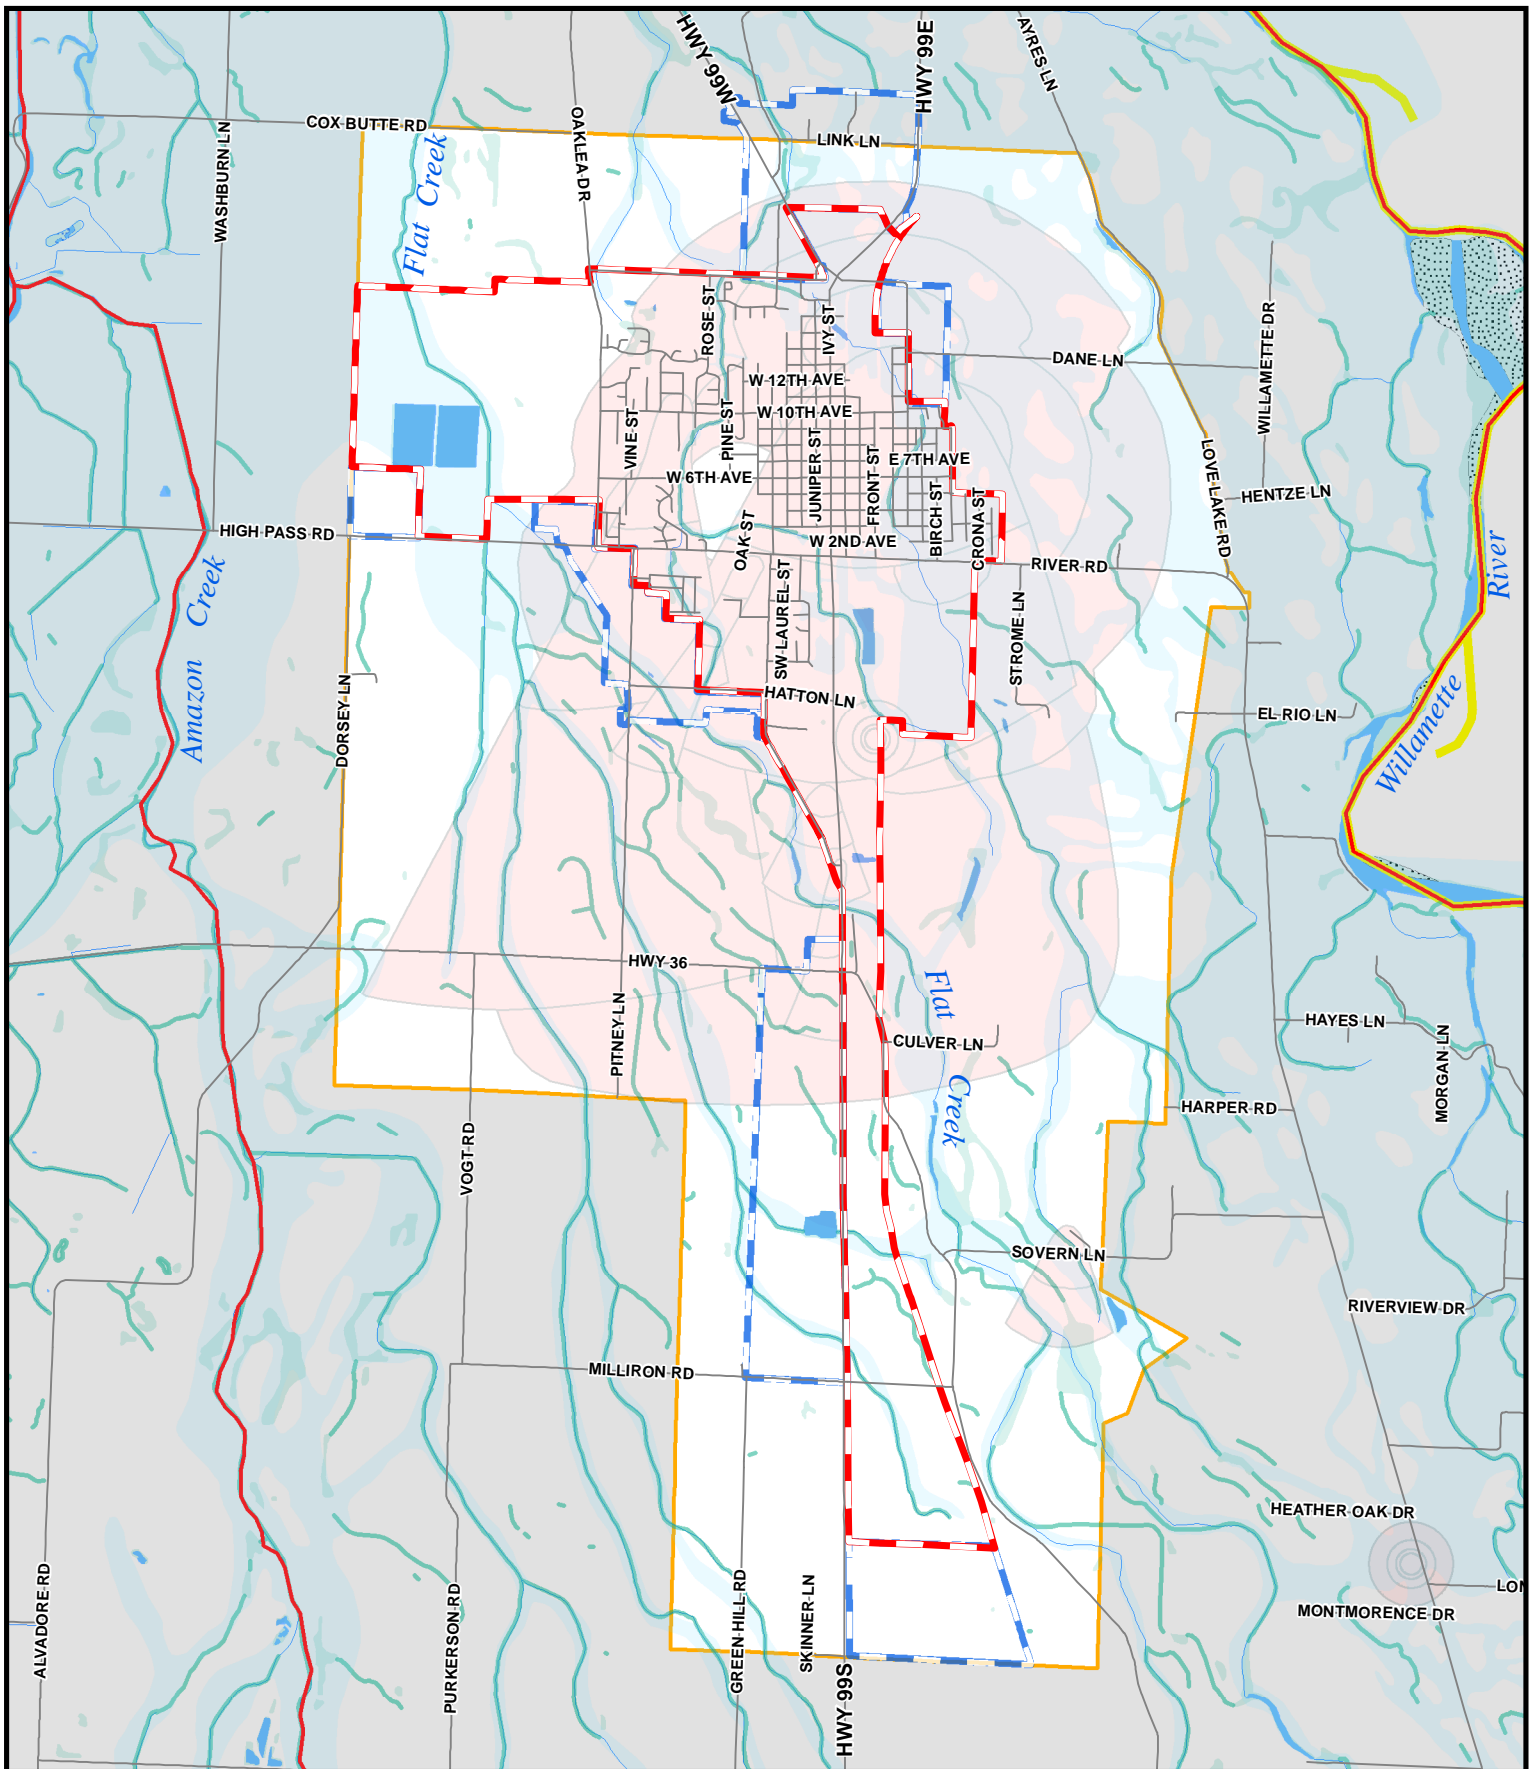 HWY 99W
HWY 99E
AYRES LN
COX BUTTE RD
OAKLEA DR
LINK LN
WASHBURN LN
Flat Creek
ROSE ST
IVY ST
DANE LN
WILLAMETTE DR
W 12TH AVE
W 10TH AVE
VINE ST
PINE ST
JUNIPER ST
FRONT ST
E 7TH AVE
W 6TH AVE
LOVE LAKE RD
HENTZE LN
BIRCH ST
CRONA ST
HIGH PASS RD
OAK ST
W 2ND AVE
RIVER RD
Amazon Creek
SW LAUREL ST
STROME LN
Willamette River
DORSEY LN
HATTON LN
EL RIO LN
HWY 36
PITNEY LN
Flat Creek
CULVER LN
HAYES LN
MORGAN LN
HARPER RD
VOGT RD
SOVERN LN
RIVERVIEW DR
MILLIRON RD
HEATHER OAK DR
ALVADORE RD
PURKERSON RD
GREEN HILL RD
SKINNER LN
HWY 99S
LON
MONTMORENCE DR